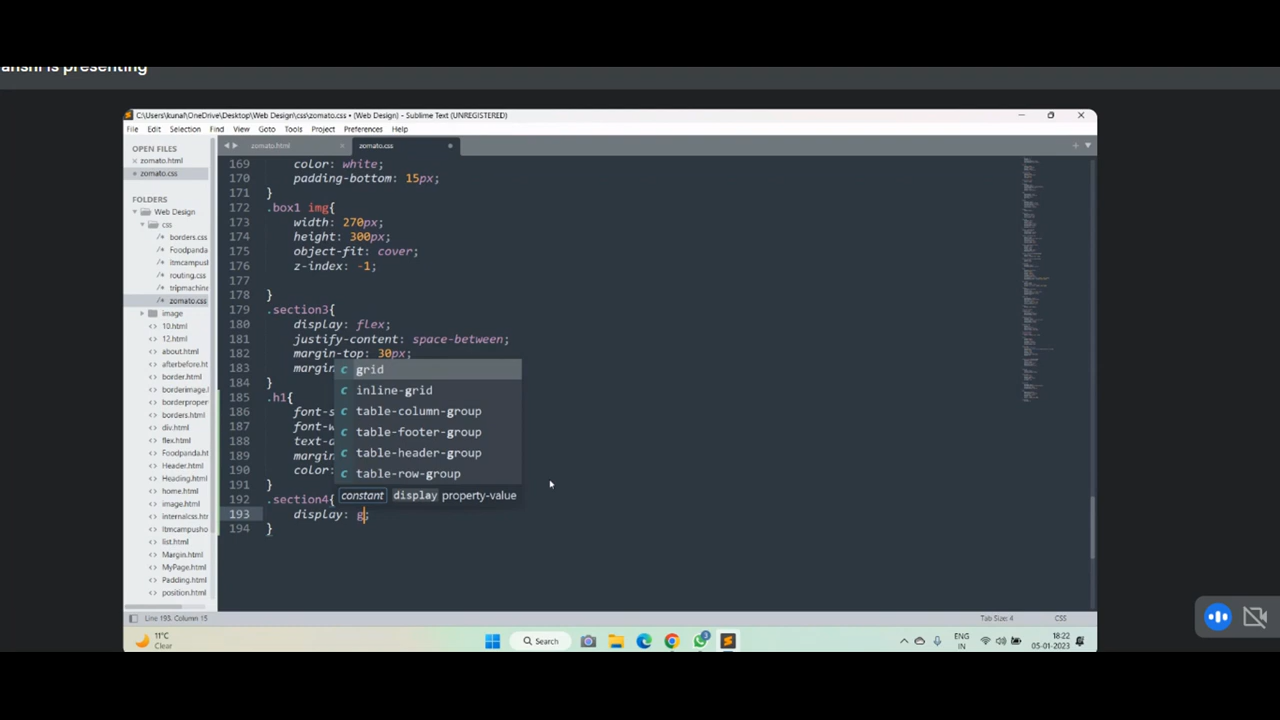 anshi is presenting
C:\Users\kunal\OneDrive\Desktop\Web Design\css\zomato.css • (Web Design) - Sublime Text (UNREGISTERED)
File Edit Selection Find View Goto Tools Project Preferences Help
OPEN FILES
zomato.html
zomato.css
FOLDERS
Web Design
css
borders.css
Foodpanda
itmcampush
routing.css
tripmachine
zomato.css
image
10.html
12.html
about.html
afterbefore.ht
border.html
borderimage.
borderproper
borders.html
div.html
flex.html
Foodpanda.ht
Header.html
Heading.html
home.html
image.html
internalcss.ht
itmcampusho
list.html
Margin.html
MyPage.html
Padding.html
position.html
zomato.html
zomato.css
169 color: white;
170 padding-bottom: 15px;
171 }
172 .box1 img{
173 width: 270px;
174 height: 300px;
175 object-fit: cover;
176 z-index: -1;
177
178 }
179 .section3{
180 display: flex;
181 justify-content: space-between;
182 margin-top: 30px;
183 margin
184 }
185 .h1{
186 font-s
187 font-w
188 text-
189 margin
190 color:
191 }
192 .section4{
193 display: g;
194 }
grid
inline-grid
table-column-group
table-footer-group
table-header-group
table-row-group
constant display property-value
Line 193, Column 15
Tab Size: 4
CSS
11°C
Clear
Search
3
ENG
IN
18:22
05-01-2023